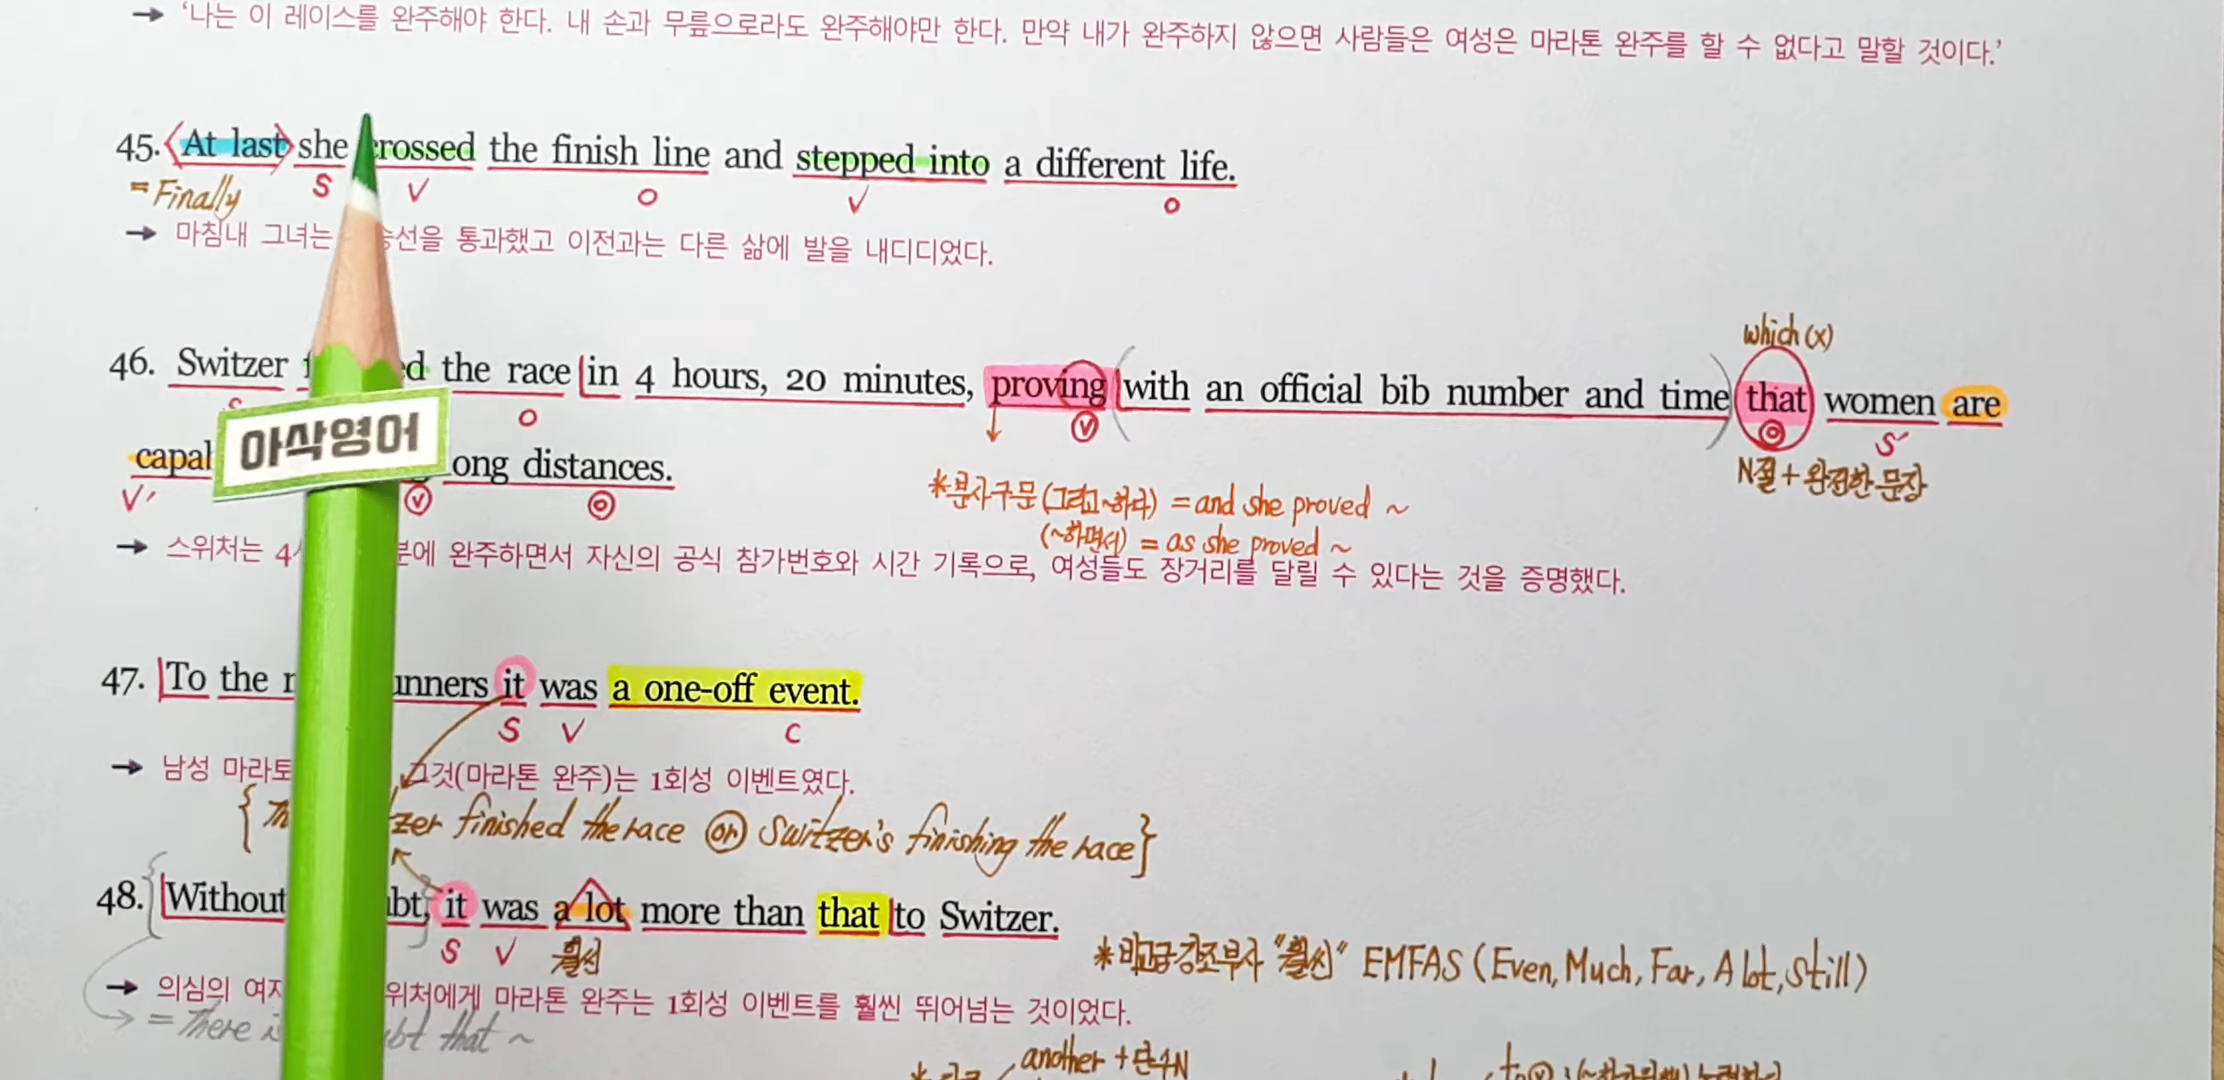 → ‘나는 이 레이스를 완주해야 한다. 내 손과 무릎으로라도 완주해야만 한다. 만약 내가 완주하지 않으면 사람들은 여성은 마라톤 완주를 할 수 없다고 말할 것이다.’
45. At last she crossed the finish line and stepped into a different life.
= Finally S V O V O
→ 마침내 그녀는 승선을 통과했고 이전과는 다른 삶에 발을 내디디었다.
which (x)
46. Switzer ed the race in 4 hours, 20 minutes, proving with an official bib number and time that women are
S O V S′
capal ong distances.
V′ V O
N절 + 완전한 문장
*분사구문 (그리고 ~하다) = and she proved ~
(~하면서) = as she proved ~
→ 스위처는 4 분에 완주하면서 자신의 공식 참가번호와 시간 기록으로, 여성들도 장거리를 달릴 수 있다는 것을 증명했다.
아삭영어
47. To the unners it was a one-off event.
S V C
→ 남성 마라토 그것(마라톤 완주)는 1회성 이벤트였다.
{ Th zer finished the race or Switzer's finishing the race}
48. Without bt, it was a lot more than that to Switzer.
S V 훨씬
*비교급강조부사 "훨씬" EMFAS (Even, Much, Far, A lot, Still)
→ 의심의 여지 위처에게 마라톤 완주는 1회성 이벤트를 훨씬 뛰어넘는 것이었다.
= There is bt that ~
another + 단수N